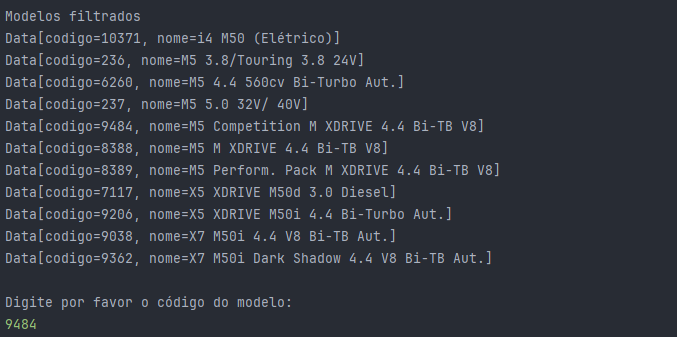 Modelos filtrados
Data[codigo=10371, nome=i4 M50 (Elétrico)]
Data[codigo=236, nome=M5 3.8/Touring 3.8 24V]
Data[codigo=6260, nome=M5 4.4 560cv Bi-Turbo Aut.]
Data[codigo=237, nome=M5 5.0 32V/ 40V]
Data[codigo=9484, nome=M5 Competition M XDRIVE 4.4 Bi-TB V8]
Data[codigo=8388, nome=M5 M XDRIVE 4.4 Bi-TB V8]
Data[codigo=8389, nome=M5 Perform. Pack M XDRIVE 4.4 Bi-TB V8]
Data[codigo=7117, nome=X5 XDRIVE M50d 3.0 Diesel]
Data[codigo=9206, nome=X5 XDRIVE M50i 4.4 Bi-Turbo Aut.]
Data[codigo=9038, nome=X7 M50i 4.4 V8 Bi-TB Aut.]
Data[codigo=9362, nome=X7 M50i Dark Shadow 4.4 V8 Bi-TB Aut.]
Digite por favor o código do modelo:
9484